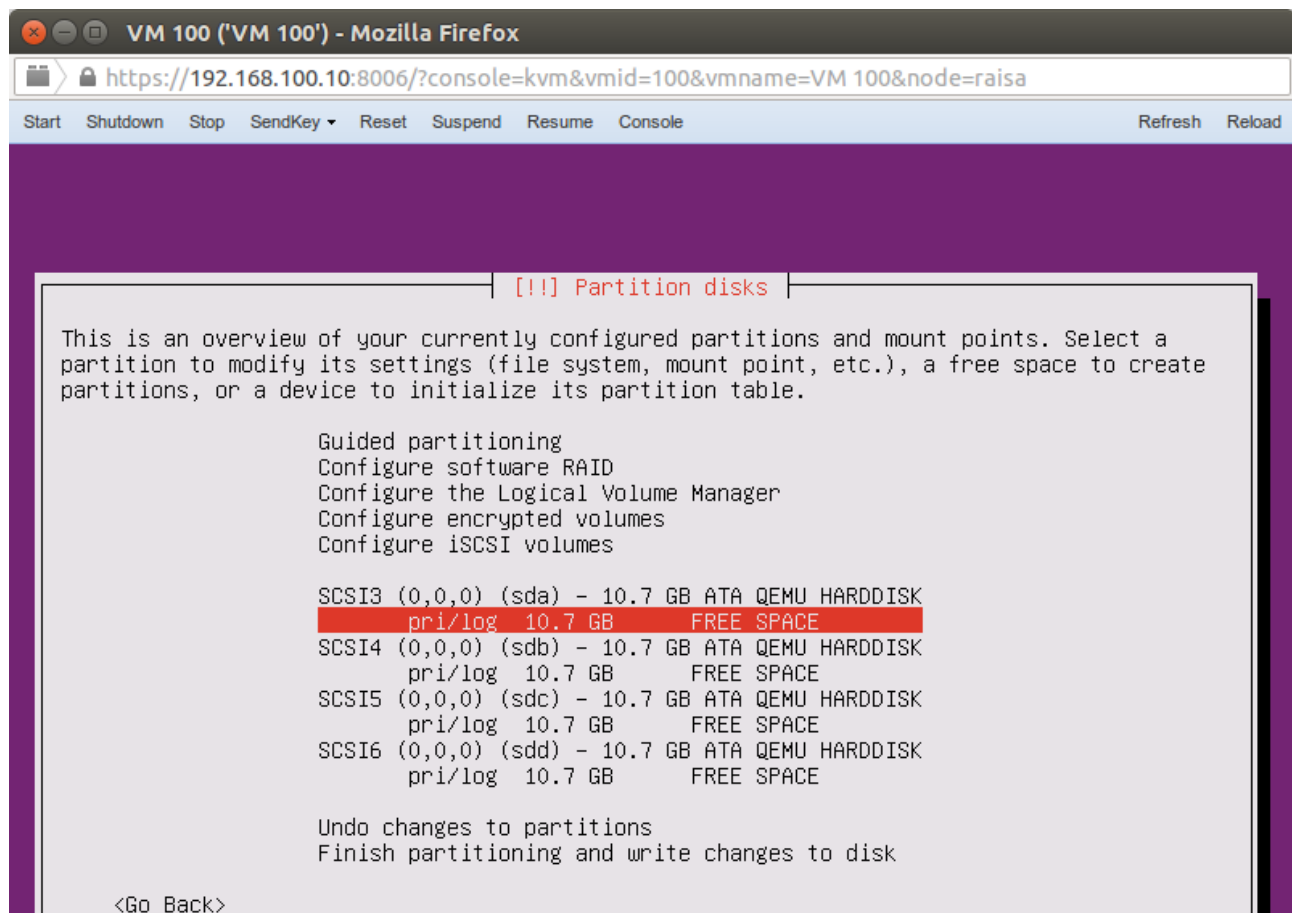 VM 100 ('VM 100') - Mozilla Firefox
https://192.168.100.10:8006/?console=kvm&vmid=100&vmname=VM 100&node=raisa
Start Shutdown Stop SendKey Reset Suspend Resume Console Refresh Reload
[!!] Partition disks
This is an overview of your currently configured partitions and mount points. Select a
partition to modify its settings (file system, mount point, etc.), a free space to create
partitions, or a device to initialize its partition table.
Guided partitioning
Configure software RAID
Configure the Logical Volume Manager
Configure encrypted volumes
Configure iSCSI volumes
SCSI3 (0,0,0) (sda) - 10.7 GB ATA QEMU HARDDISK
pri/log 10.7 GB FREE SPACE
SCSI4 (0,0,0) (sdb) - 10.7 GB ATA QEMU HARDDISK
pri/log 10.7 GB FREE SPACE
SCSI5 (0,0,0) (sdc) - 10.7 GB ATA QEMU HARDDISK
pri/log 10.7 GB FREE SPACE
SCSI6 (0,0,0) (sdd) - 10.7 GB ATA QEMU HARDDISK
pri/log 10.7 GB FREE SPACE
Undo changes to partitions
Finish partitioning and write changes to disk
<Go Back>